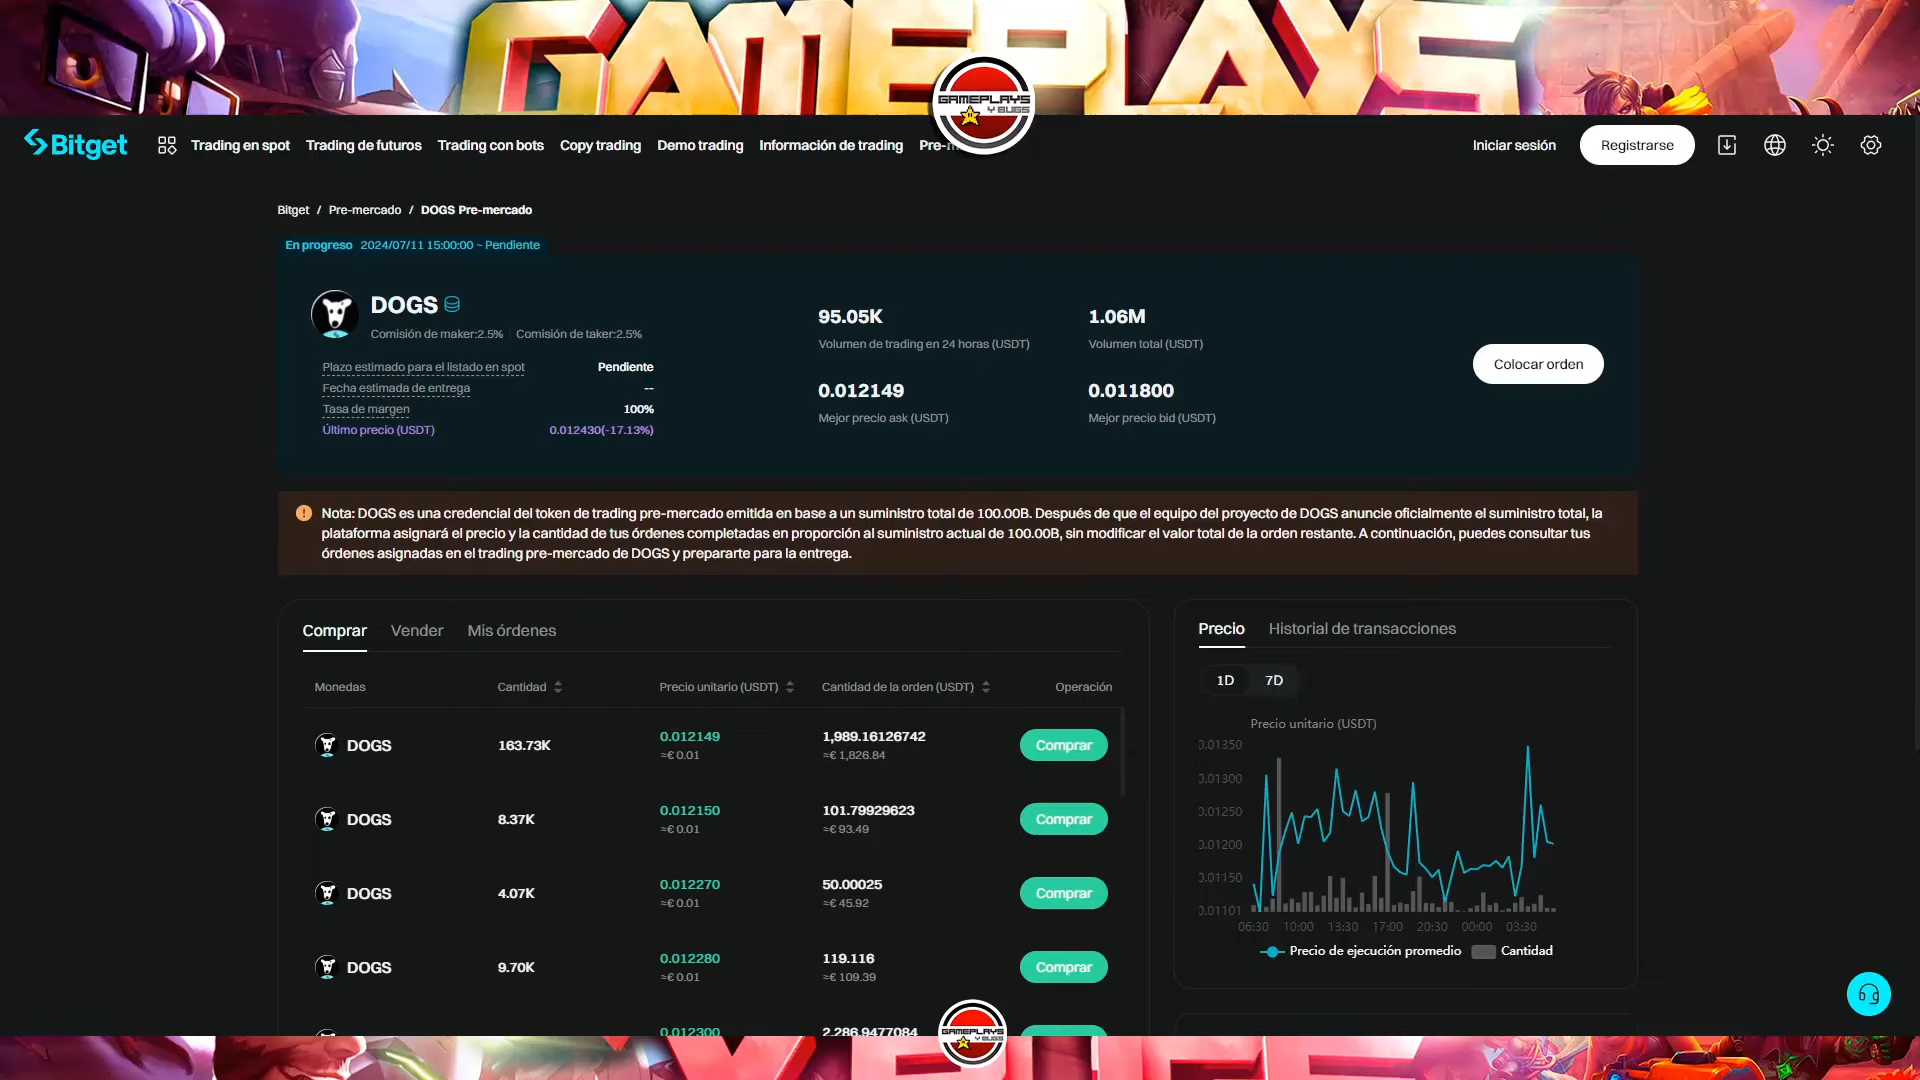 GAMEPLAYS
GAMEPLAYS
Y BUGS
Bitget
Trading en spot
Trading de futuros
Trading con bots
Copy trading
Demo trading
Información de trading
Iniciar sesión
Registrarse
Bitget / Pre-mercado / DOGS Pre-mercado
En progreso 2024/07/11 15:00:00 ~ Pendiente
DOGS
Comisión de maker:2.5% Comisión de taker:2.5%
Plazo estimado para el listado en spot Pendiente
Fecha estimada de entrega --
Tasa de margen 100%
Último precio (USDT) 0.012430(-17.13%)
95.05K
Volumen de trading en 24 horas (USDT)
1.06M
Volumen total (USDT)
0.012149
Mejor precio ask (USDT)
0.011800
Mejor precio bid (USDT)
Colocar orden
Nota: DOGS es una credencial del token de trading pre-mercado emitida en base a un suministro total de 100.00B. Después de que el equipo del proyecto de DOGS anuncie oficialmente el suministro total, la
plataforma asignará el precio y la cantidad de tus órdenes completadas en proporción al suministro actual de 100.00B, sin modificar el valor total de la orden restante. A continuación, puedes consultar tus
órdenes asignadas en el trading pre-mercado de DOGS y prepararte para la entrega.
Comprar Vender Mis órdenes
Monedas Cantidad Precio unitario (USDT) Cantidad de la orden (USDT) Operación
DOGS 163.73K 0.012149 1,989.16126742 Comprar
≈€ 0.01 ≈€ 1,826.84
DOGS 8.37K 0.012150 101.79929623 Comprar
≈€ 0.01 ≈€ 93.49
DOGS 4.07K 0.012270 50.00025 Comprar
≈€ 0.01 ≈€ 45.92
DOGS 9.70K 0.012280 119.116 Comprar
≈€ 0.01 ≈€ 109.39
0.012300 2,286.9477084
Precio Historial de transacciones
1D 7D
Precio unitario (USDT)
0.01350
0.01300
0.01250
0.01200
0.01150
0.01101
06:30 10:00 13:30 17:00 20:30 00:00 03:30
Precio de ejecución promedio Cantidad
GAMEPLAYS
Y BUGS